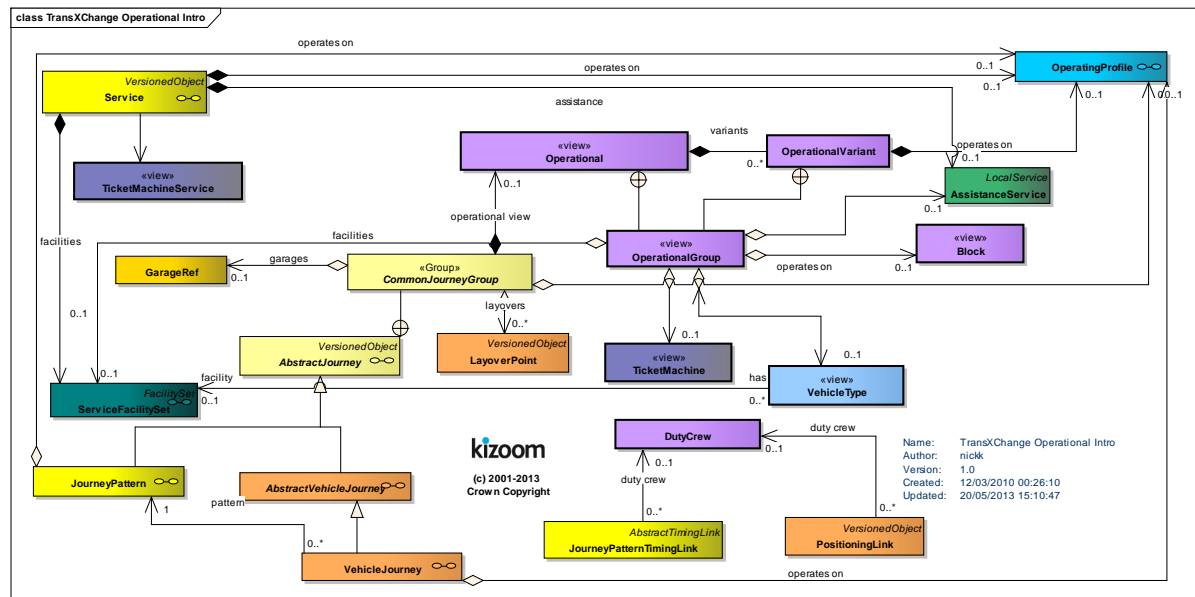 class TransXChange Operational Intro
operates on
VersionedObject
Service
operates on
0..1
0..1
OperatingProfile
0..1
0..1
0..1
assistance
«view»
TicketMachineService
«view»
Operational
variants
0..*
OperationalVariant
operates on
0..1
LocalService
AssistanceService
0..1
0..1
operational view
facilities
facilities
«view»
OperationalGroup
0..1
operates on
«view»
Block
GarageRef
garages
0..1
«Group»
CommonJourneyGroup
layovers
0..*
VersionedObject
LayoverPoint
VersionedObject
AbstractJourney
0..1
0..1
«view»
TicketMachine
0..1
«view»
VehicleType
0..1
FacilitySet
ServiceFacilitySet
facility
0..1
has
0..*
JourneyPattern
AbstractVehicleJourney
pattern
1
0..*
VehicleJourney
operates on
kizoom
(c) 2001-2013
Crown Copyright
DutyCrew
duty crew
0..1
0..1
duty crew
0..*
AbstractTimingLink
JourneyPatternTimingLink
0..*
VersionedObject
PositioningLink
Name: TransXChange Operational Intro
Author: nickk
Version: 1.0
Created: 12/03/2010 00:26:10
Updated: 20/05/2013 15:10:47